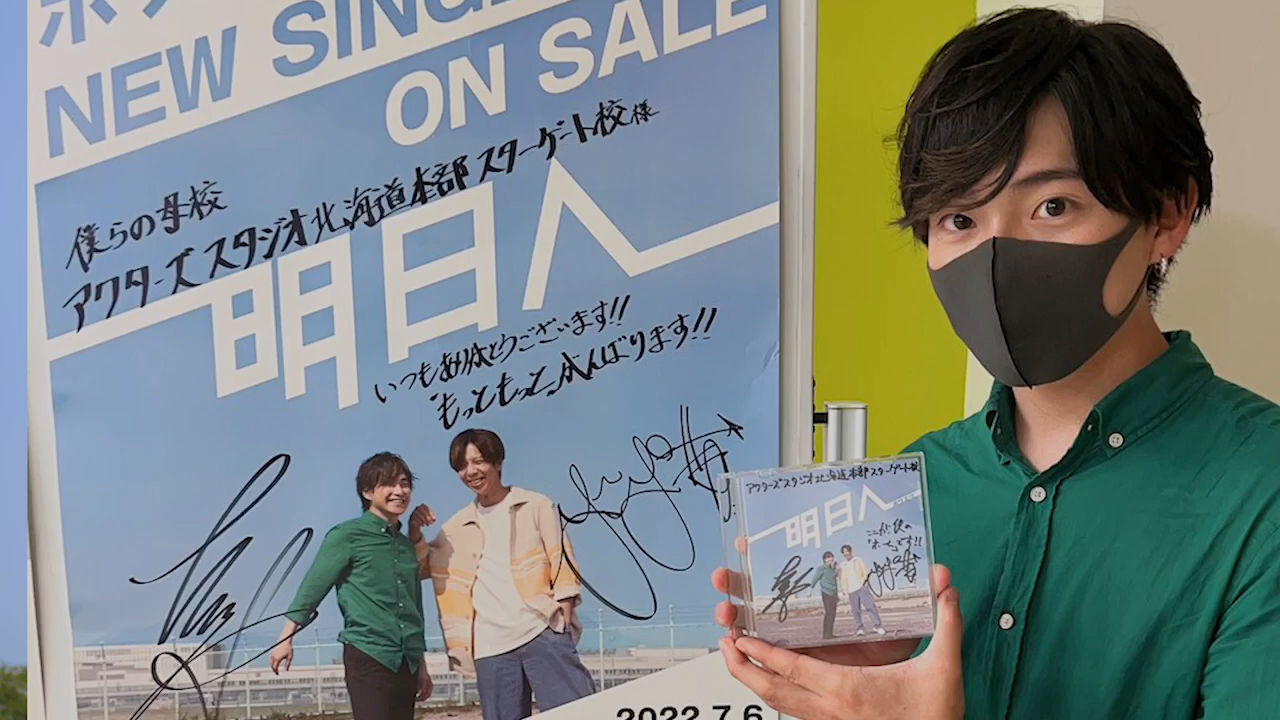 NEW SINGL
ON SALE
僕らの母校
アクターズスタジオ北海道本部スターゲート校様
明日へ
いつもありがとうございます!!
もっともっと、がんばります!!
2022.7.6
アクターズスタジオ北海道本部スターゲート校
明日へ